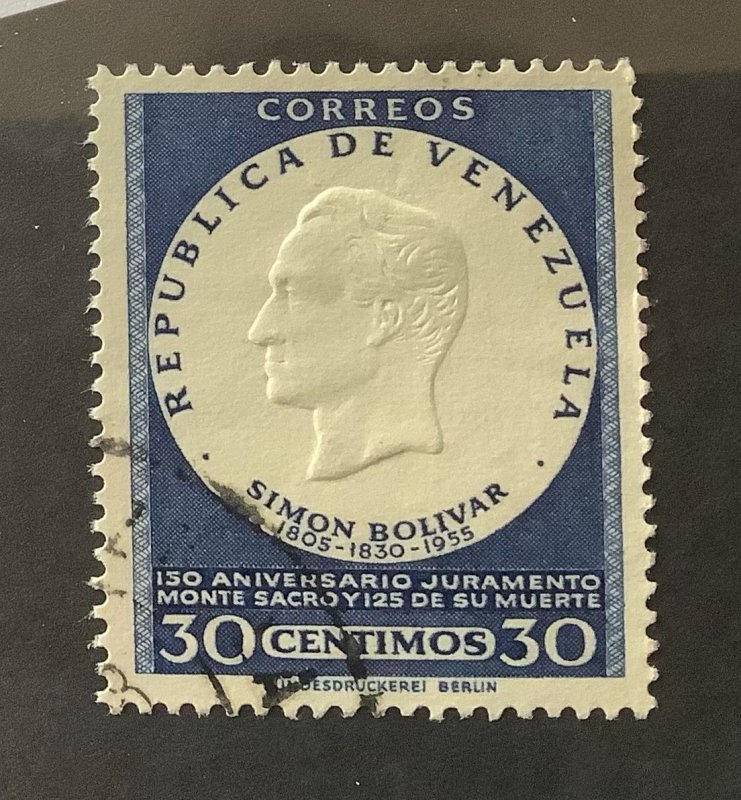 CORREOS
REPUBLICA DE VENEZUELA
SIMON BOLIVAR
1805-1830-1955
150 ANIVERSARIO JURAMENTO
MONTE SACRO Y 125 DE SU MUERTE
30 CENTIMOS 30
BUNDESDRUCKEREI BERLIN